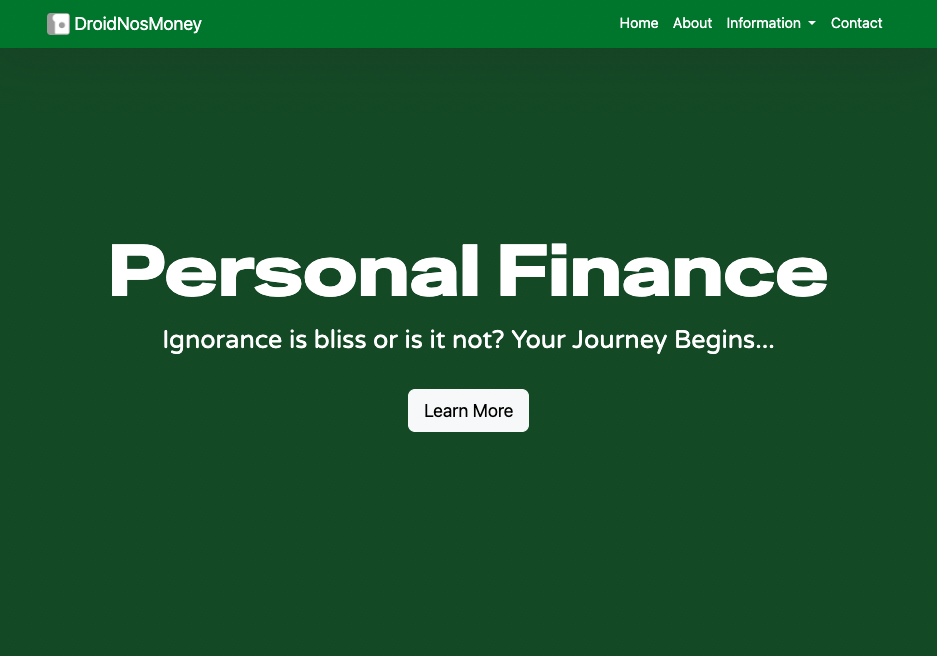 DroidNosMoney Home About Information Contact
Personal Finance
Ignorance is bliss or is it not? Your Journey Begins...
Learn More